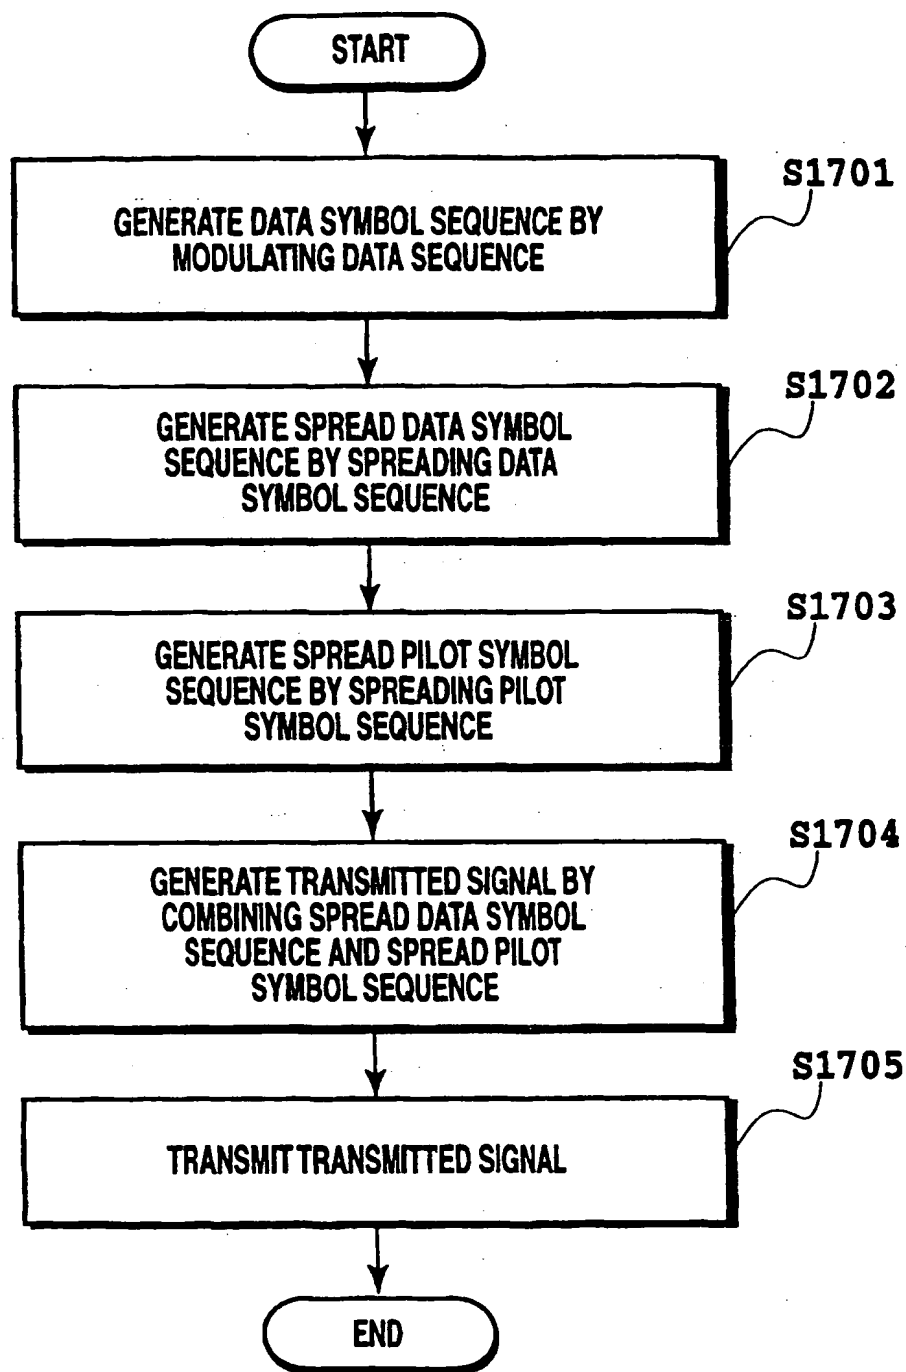 START
S1701
GENERATE DATA SYMBOL SEQUENCE BY
MODULATING DATA SEQUENCE
S1702
GENERATE SPREAD DATA SYMBOL
SEQUENCE BY SPREADING DATA
SYMBOL SEQUENCE
S1703
GENERATE SPREAD PILOT SYMBOL
SEQUENCE BY SPREADING PILOT
SYMBOL SEQUENCE
S1704
GENERATE TRANSMITTED SIGNAL BY
COMBINING SPREAD DATA SYMBOL
SEQUENCE AND SPREAD PILOT
SYMBOL SEQUENCE
S1705
TRANSMIT TRANSMITTED SIGNAL
END